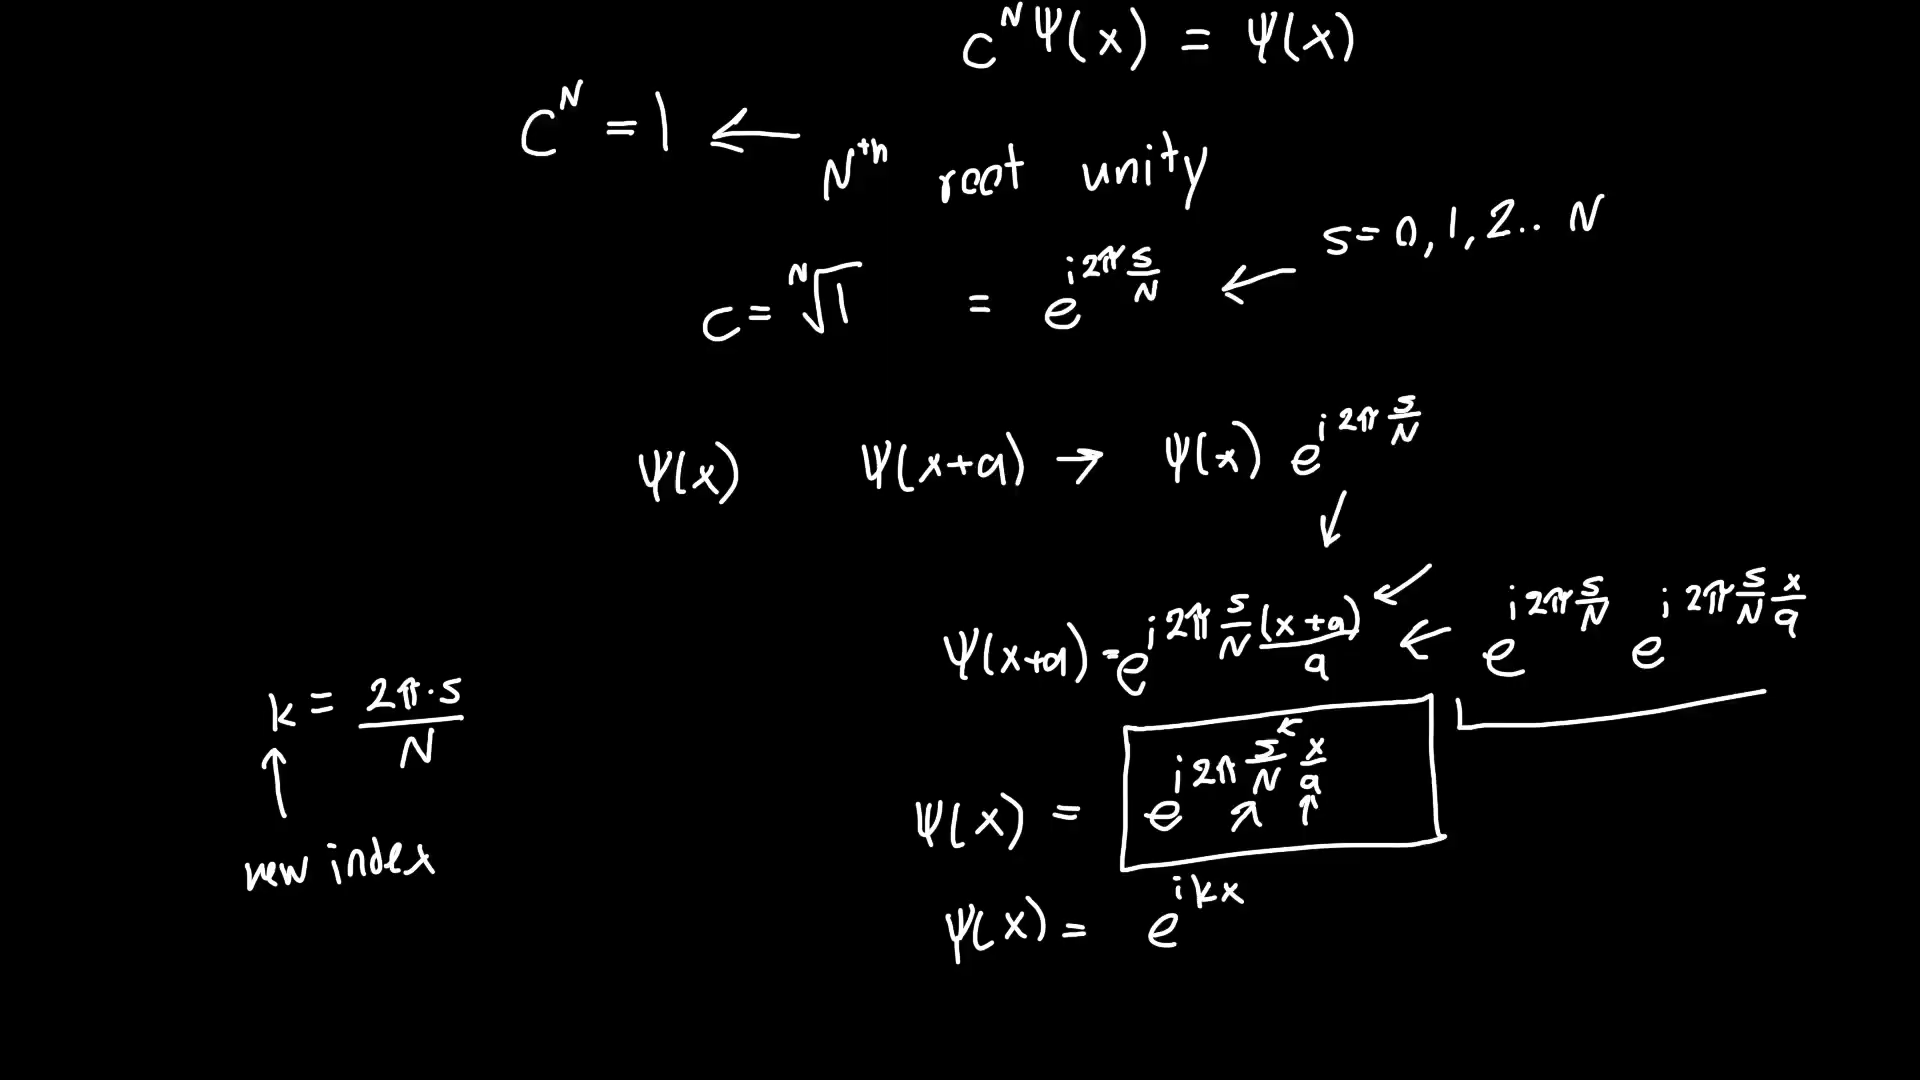 c^N Ψ(x) = Ψ(x)
C^N = 1 ← N^th root unity
s = 0, 1, 2.. N
c = ᴺ√1 = e^{i2π s/N} ←
Ψ(x) Ψ(x+a) → Ψ(x) e^{i2π s/N}
↓
Ψ(x+a) = e^{i2π s/N (x+a)/a} ← e^{i2π s/N} e^{i2π s/N x/a}
k = 2π·s/N
↑
new index
Ψ(x) = e^{i2π s/N x/a} k
Ψ(x) = e^{ikx}